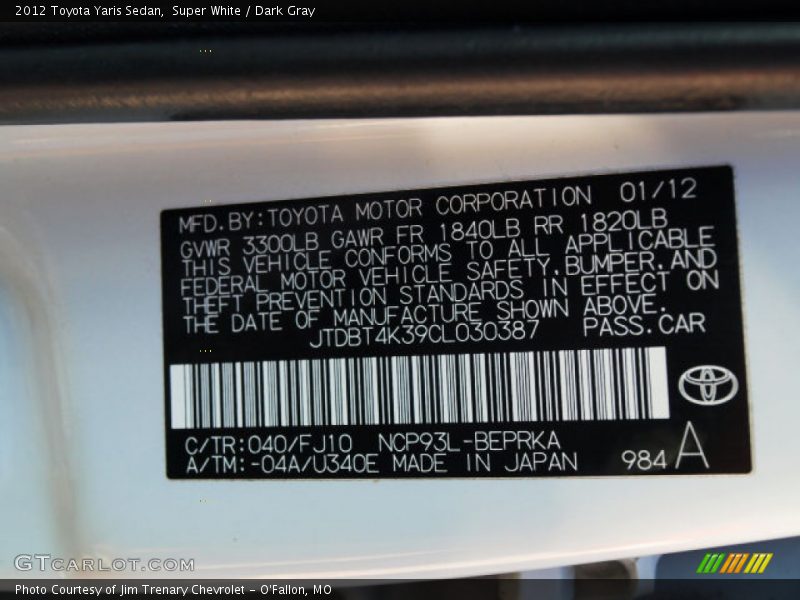 2012 Toyota Yaris Sedan,  Super White / Dark Gray
MFD.BY:TOYOTA MOTOR CORPORATION 01/12
GVWR 3300LB GAWR FR 1840LB RR 1820LB
THIS VEHICLE CONFORMS TO ALL APPLICABLE
FEDERAL MOTOR VEHICLE SAFETY,BUMPER,AND
THEFT PREVENTION STANDARDS IN EFFECT ON
THE DATE OF MANUFACTURE SHOWN ABOVE.
JTDBT4K39CL030387 PASS.CAR
C/TR:040/FJ10 NCP93L-BEPRKA
A/TM:-04A/U340E MADE IN JAPAN 984 A
GTCARLOT.COM
Photo Courtesy of Jim Trenary Chevrolet - O'Fallon, MO